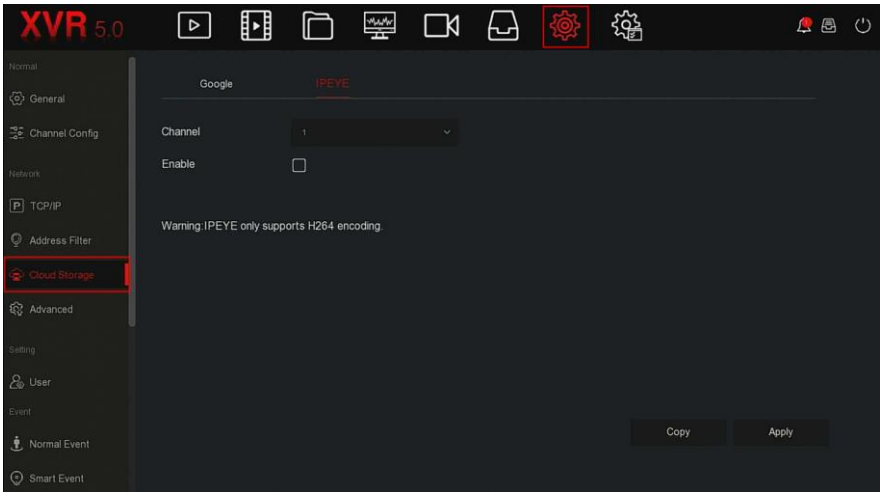 XVR 5.0
Normal
General
Channel Config
Network
P TCP/IP
Address Filter
Cloud Storage
Advanced
Setting
User
Event
Normal Event
Smart Event
Google IPEYE
Channel 1
Enable
Warning:IPEYE only supports H264 encoding.
Copy Apply